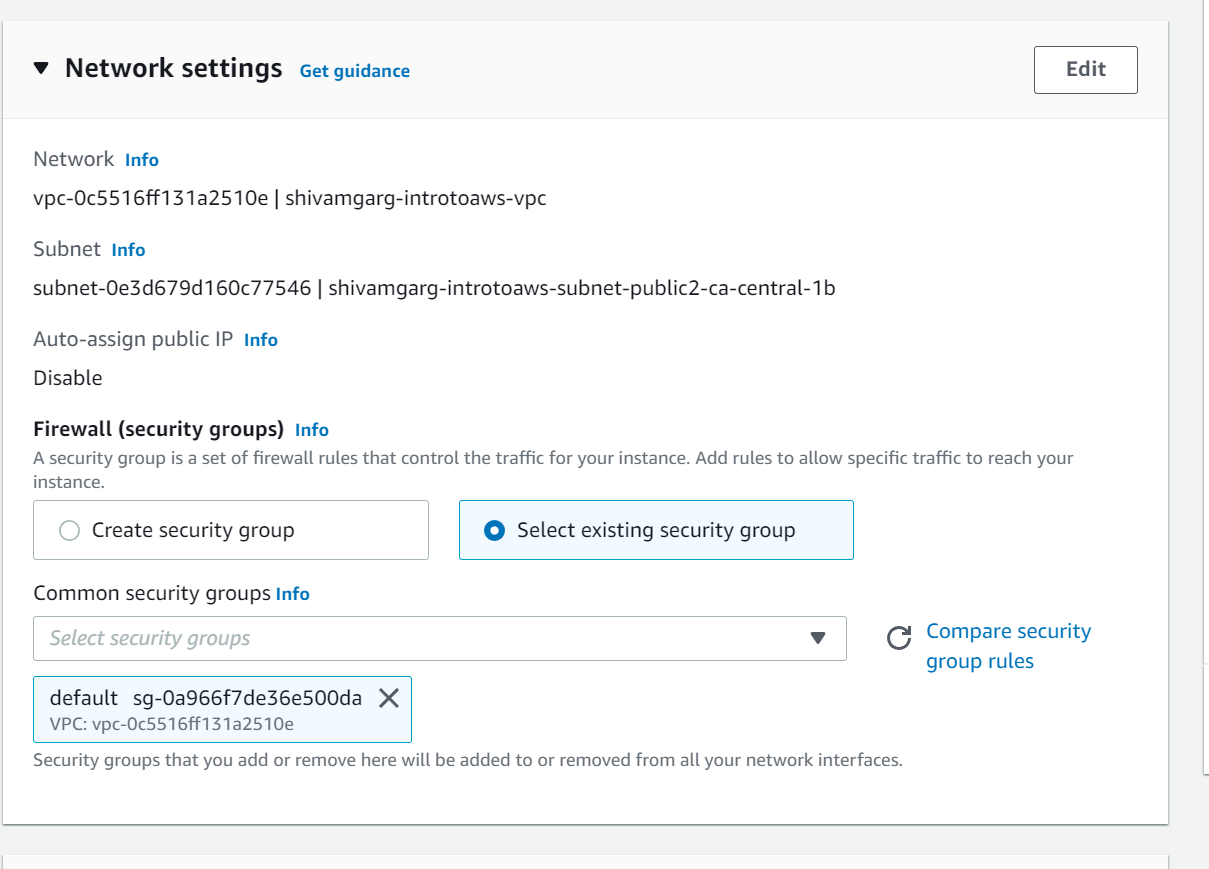 Network settings Get guidance
Edit
Network Info
vpc-0c5516ff131a2510e | shivamgarg-introtoaws-vpc
Subnet Info
subnet-0e3d679d160c77546 | shivamgarg-introtoaws-subnet-public2-ca-central-1b
Auto-assign public IP Info
Disable
Firewall (security groups) Info
A security group is a set of firewall rules that control the traffic for your instance. Add rules to allow specific traffic to reach your
instance.
Create security group
Select existing security group
Common security groups Info
Select security groups
Compare security
group rules
default sg-0a966f7de36e500da
VPC: vpc-0c5516ff131a2510e
Security groups that you add or remove here will be added to or removed from all your network interfaces.